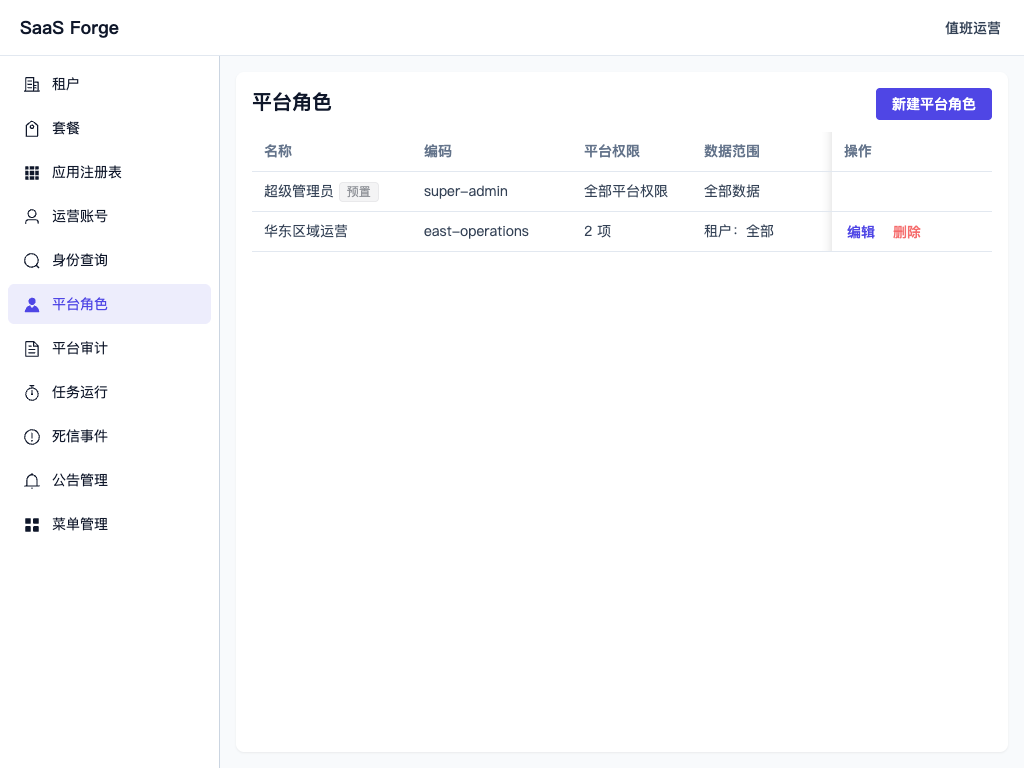 SaaS Forge
值班运营
租户
套餐
应用注册表
运营账号
身份查询
平台角色
平台审计
任务运行
死信事件
公告管理
菜单管理
平台角色
新建平台角色
名称 编码 平台权限 数据范围 操作
超级管理员 预置 super-admin 全部平台权限 全部数据
华东区域运营 east-operations 2 项 租户：全部 编辑 删除